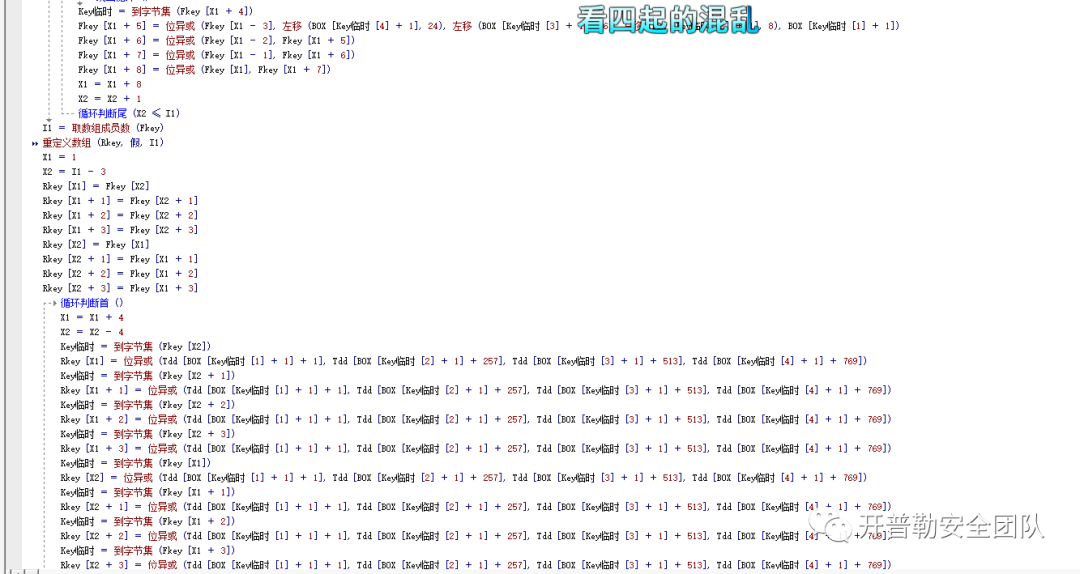 Key临时 = 到字节集 (Fkey [X1 + 4])
看四起的混乱
Fkey [X1 + 5] = 位异或 (Fkey [X1 - 3], 左移 (BOX [Key临时 [4] + 1], 24), 左移 (BOX [Key临时 [3] + 8), BOX [Key临时 [1] + 1])
Fkey [X1 + 6] = 位异或 (Fkey [X1 - 2], Fkey [X1 + 5])
Fkey [X1 + 7] = 位异或 (Fkey [X1 - 1], Fkey [X1 + 6])
Fkey [X1 + 8] = 位异或 (Fkey [X1], Fkey [X1 + 7])
X1 = X1 + 8
X2 = X2 + 1
循环判断尾 (X2 ≤ I1)
I1 = 取数组成员数 (Fkey)
重定义数组 (Rkey, 假, I1)
X1 = 1
X2 = I1 - 3
Rkey [X1] = Fkey [X2]
Rkey [X1 + 1] = Fkey [X2 + 1]
Rkey [X1 + 2] = Fkey [X2 + 2]
Rkey [X1 + 3] = Fkey [X2 + 3]
Rkey [X2] = Fkey [X1]
Rkey [X2 + 1] = Fkey [X1 + 1]
Rkey [X2 + 2] = Fkey [X1 + 2]
Rkey [X2 + 3] = Fkey [X1 + 3]
循环判断首 ()
X1 = X1 + 4
X2 = X2 - 4
Key临时 = 到字节集 (Fkey [X2])
Rkey [X1] = 位异或 (Tdd [BOX [Key临时 [1] + 1] + 1], Tdd [BOX [Key临时 [2] + 1] + 257], Tdd [BOX [Key临时 [3] + 1] + 513], Tdd [BOX [Key临时 [4] + 1] + 769])
Key临时 = 到字节集 (Fkey [X2 + 1])
Rkey [X1 + 1] = 位异或 (Tdd [BOX [Key临时 [1] + 1] + 1], Tdd [BOX [Key临时 [2] + 1] + 257], Tdd [BOX [Key临时 [3] + 1] + 513], Tdd [BOX [Key临时 [4] + 1] + 769])
Key临时 = 到字节集 (Fkey [X2 + 2])
Rkey [X1 + 2] = 位异或 (Tdd [BOX [Key临时 [1] + 1] + 1], Tdd [BOX [Key临时 [2] + 1] + 257], Tdd [BOX [Key临时 [3] + 1] + 513], Tdd [BOX [Key临时 [4] + 1] + 769])
Key临时 = 到字节集 (Fkey [X2 + 3])
Rkey [X1 + 3] = 位异或 (Tdd [BOX [Key临时 [1] + 1] + 1], Tdd [BOX [Key临时 [2] + 1] + 257], Tdd [BOX [Key临时 [3] + 1] + 513], Tdd [BOX [Key临时 [4] + 1] + 769])
Key临时 = 到字节集 (Fkey [X1])
Rkey [X2] = 位异或 (Tdd [BOX [Key临时 [1] + 1] + 1], Tdd [BOX [Key临时 [2] + 1] + 257], Tdd [BOX [Key临时 [3] + 1] + 513], Tdd [BOX [Key临时 [4] + 1] + 769])
Key临时 = 到字节集 (Fkey [X1 + 1])
Rkey [X2 + 1] = 位异或 (Tdd [BOX [Key临时 [1] + 1] + 1], Tdd [BOX [Key临时 [2] + 1] + 257], Tdd [BOX [Key临时 [3] + 1] + 513], Tdd [BOX [Key临时 [4] + 1] + 769])
Key临时 = 到字节集 (Fkey [X1 + 2])
开普勒安全团队
Rkey [X2 + 2] = 位异或 (Tdd [BOX [Key临时 [1] + 1] + 1], Tdd [BOX [Key临时 [2] + 1] + 257], Tdd [BOX [Key临时 [3] + 1] + 513], Tdd [BOX [Key临时 [4] + 769])
Key临时 = 到字节集 (Fkey [X1 + 3])
Rkey [X2 + 3] = 位异或 (Tdd [BOX [Key临时 [1] + 1] + 1], Tdd [BOX [Key临时 [2] + 1] + 257], Tdd [BOX [Key临时 [3] + 1] + 513], Tdd [BOX [Key临时 [4] + 1] + 769])